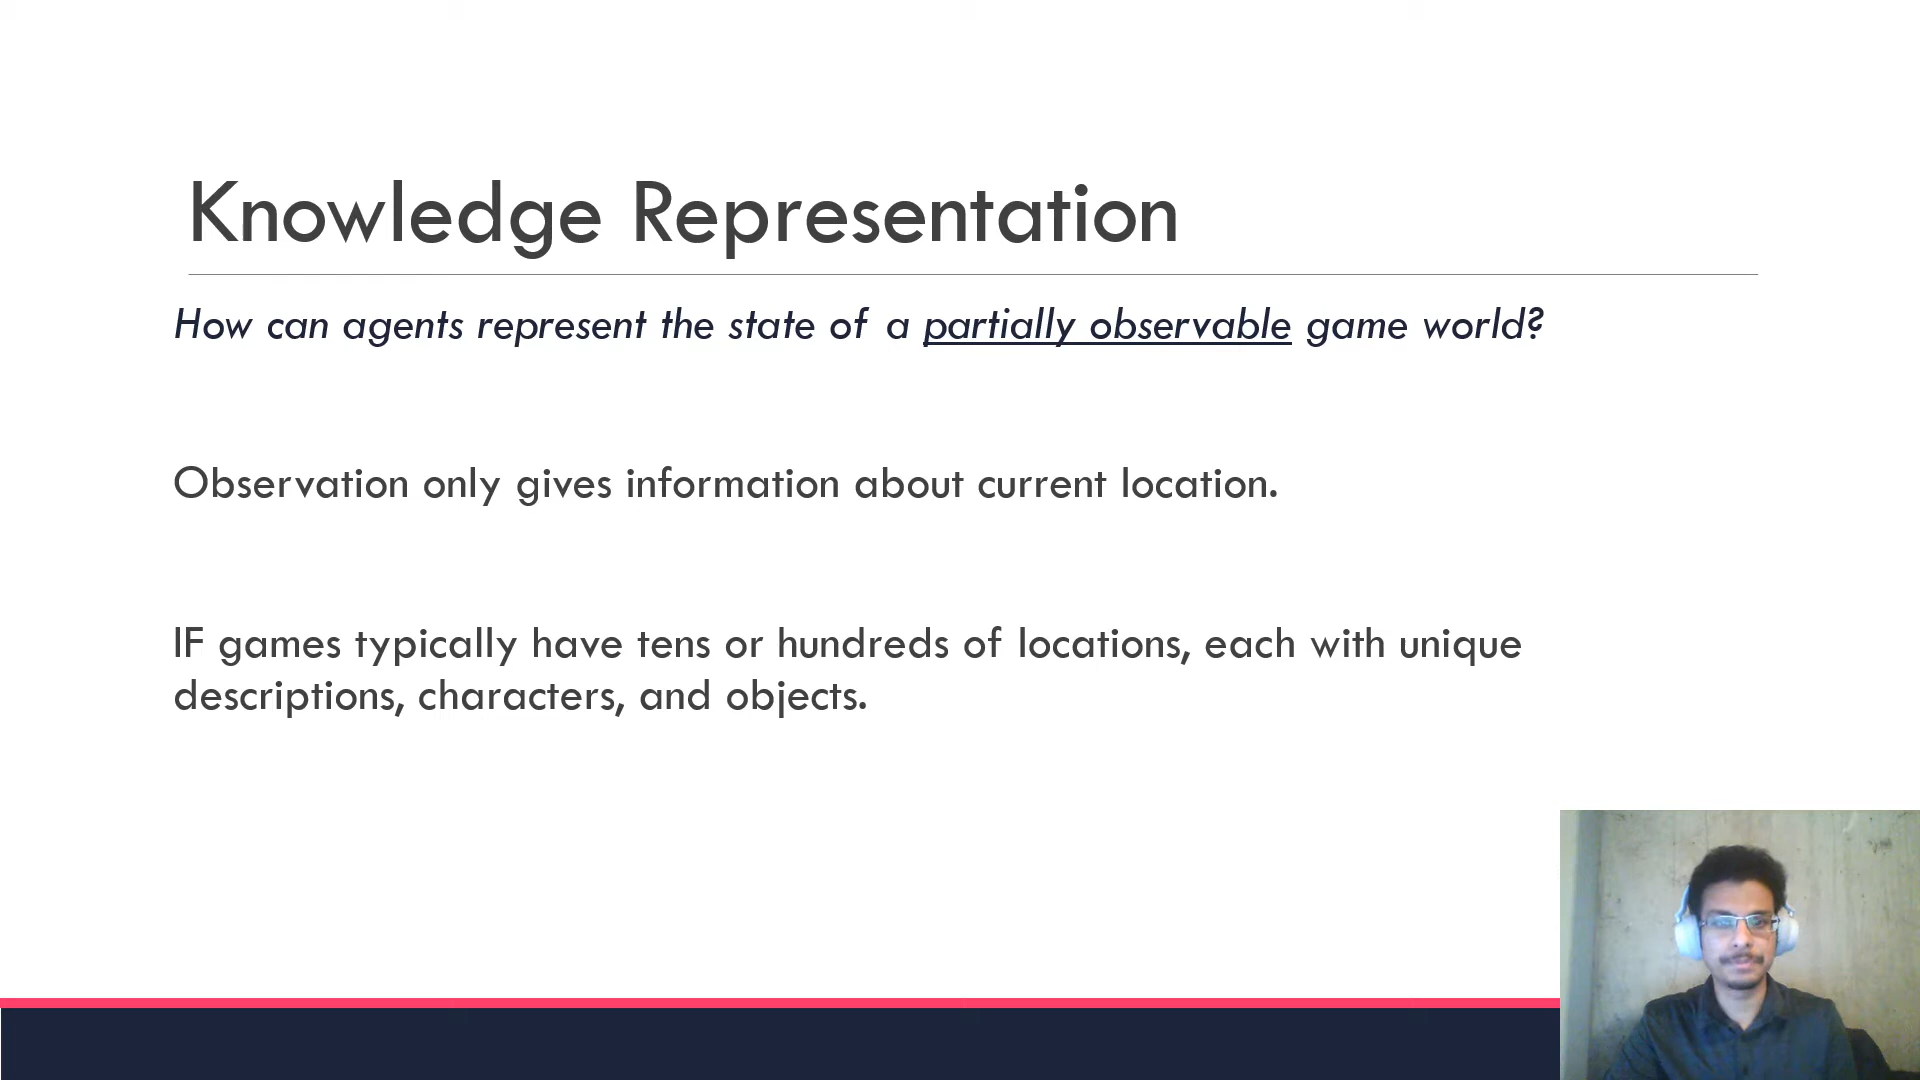 Knowledge Representation
How can agents represent the state of a partially observable game world?
Observation only gives information about current location.
IF games typically have tens or hundreds of locations, each with unique
descriptions, characters, and objects.